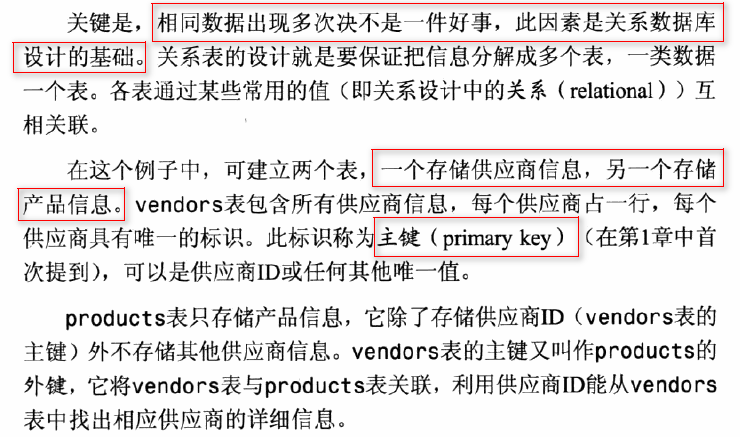 关键是，相同数据出现多次决不是一件好事，此因素是关系数据库
设计的基础。关系表的设计就是要保证把信息分解成多个表，一类数据
一个表。各表通过某些常用的值（即关系设计中的关系（relational））互
相关联。
在这个例子中，可建立两个表，一个存储供应商信息，另一个存储
产品信息。vendors表包含所有供应商信息，每个供应商占一行，每个
供应商具有唯一的标识。此标识称为主键（primary key）（在第1章中首
次提到），可以是供应商ID或任何其他唯一值。
products表只存储产品信息，它除了存储供应商ID（vendors表的
主键）外不存储其他供应商信息。vendors表的主键又叫作products的
外键，它将vendors表与products表关联，利用供应商ID能从vendors
表中找出相应供应商的详细信息。